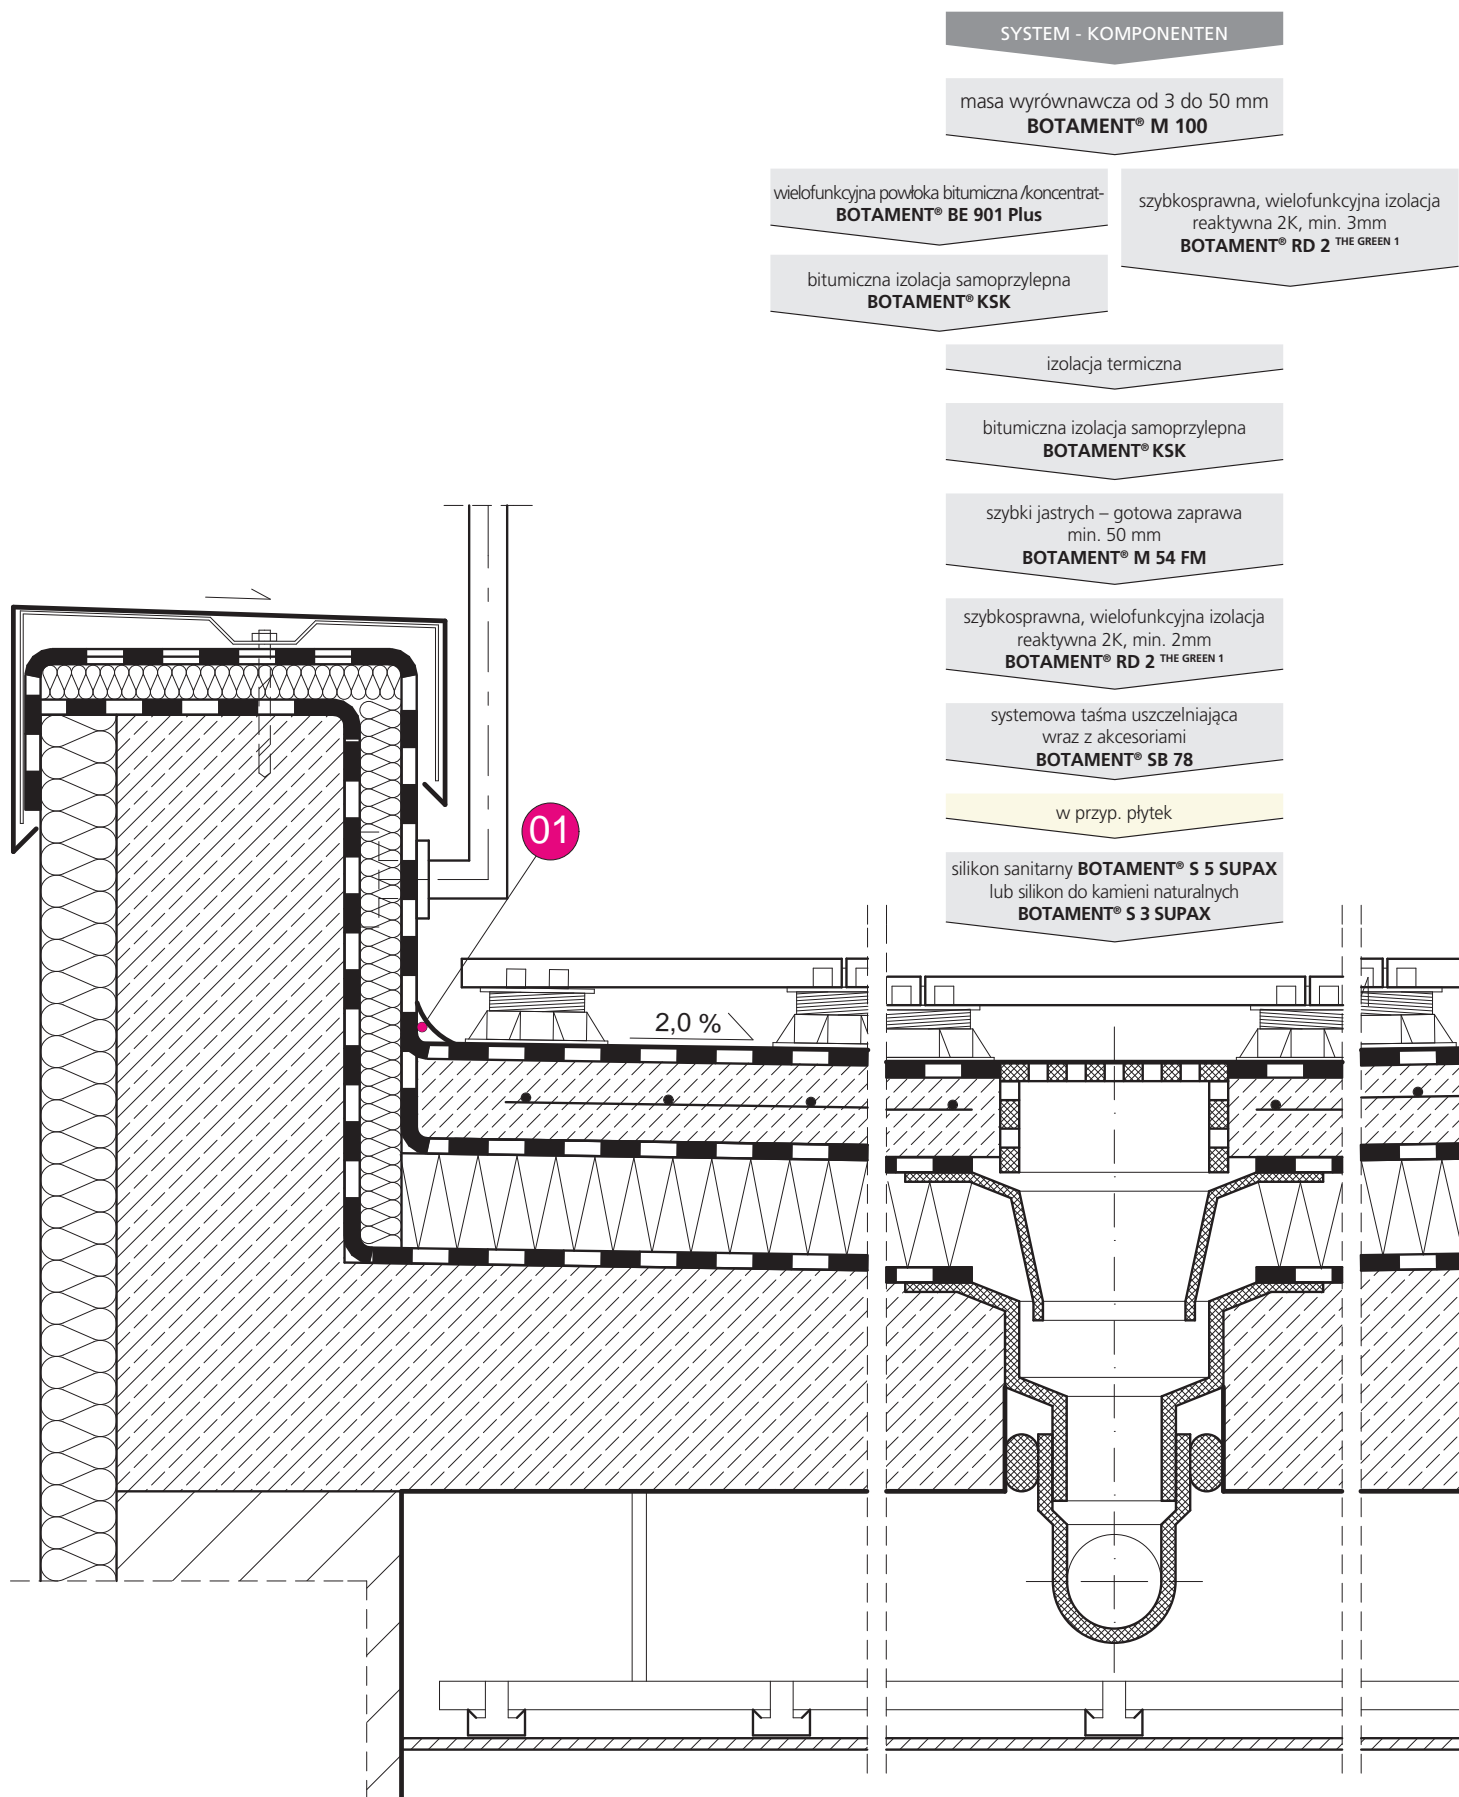 SYSTEM - KOMPONENTEN
masa wyrównawcza od 3 do 50 mm
BOTAMENT® M 100
wielofunkcyjna powłoka bitumiczna /koncentrat-
BOTAMENT® BE 901 Plus
szybkosprawna, wielofunkcyjna izolacja
reaktywna 2K, min. 3mm
BOTAMENT® RD 2 THE GREEN 1
bitumiczna izolacja samoprzylepna
BOTAMENT® KSK
izolacja termiczna
bitumiczna izolacja samoprzylepna
BOTAMENT® KSK
szybki jastrych – gotowa zaprawa
min. 50 mm
BOTAMENT® M 54 FM
szybkosprawna, wielofunkcyjna izolacja
reaktywna 2K, min. 2mm
BOTAMENT® RD 2 THE GREEN 1
systemowa taśma uszczelniająca
wraz z akcesoriami
BOTAMENT® SB 78
w przyp. płytek
silikon sanitarny BOTAMENT® S 5 SUPAX
lub silikon do kamieni naturalnych
BOTAMENT® S 3 SUPAX
01
2,0 %